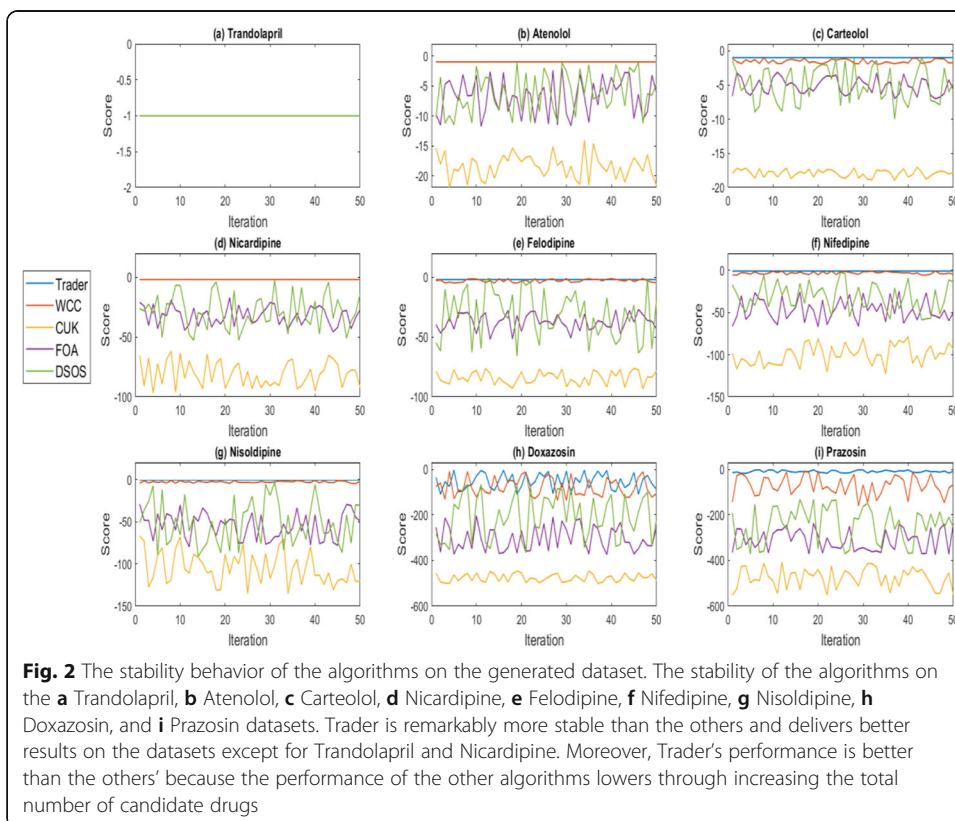 (a) Trandolapril
0
-0.5
-1
-1.5
-2
Score
0 10 20 30 40 50
Iteration
(b) Atenolol
0
-5
-10
-15
-20
Score
0 10 20 30 40 50
Iteration
(c) Carteolol
0
-5
-10
-15
-20
Score
0 10 20 30 40 50
Iteration
Trader
WCC
CUK
FOA
DSOS
(d) Nicardipine
0
-50
-100
Score
0 10 20 30 40 50
Iteration
(e) Felodipine
0
-50
-100
Score
0 10 20 30 40 50
Iteration
(f) Nifedipine
0
-50
-100
-150
Score
0 10 20 30 40 50
Iteration
(g) Nisoldipine
0
-50
-100
-150
Score
0 10 20 30 40 50
Iteration
(h) Doxazosin
0
-200
-400
-600
Score
0 10 20 30 40 50
Iteration
(i) Prazosin
0
-200
-400
-600
Score
0 10 20 30 40 50
Iteration
Fig. 2 The stability behavior of the algorithms on the generated dataset. The stability of the algorithms on
the a Trandolapril, b Atenolol, c Carteolol, d Nicardipine, e Felodipine, f Nifedipine, g Nisoldipine, h
Doxazosin, and i Prazosin datasets. Trader is remarkably more stable than the others and delivers better
results on the datasets except for Trandolapril and Nicardipine. Moreover, Trader's performance is better
than the others' because the performance of the other algorithms lowers through increasing the total
number of candidate drugs